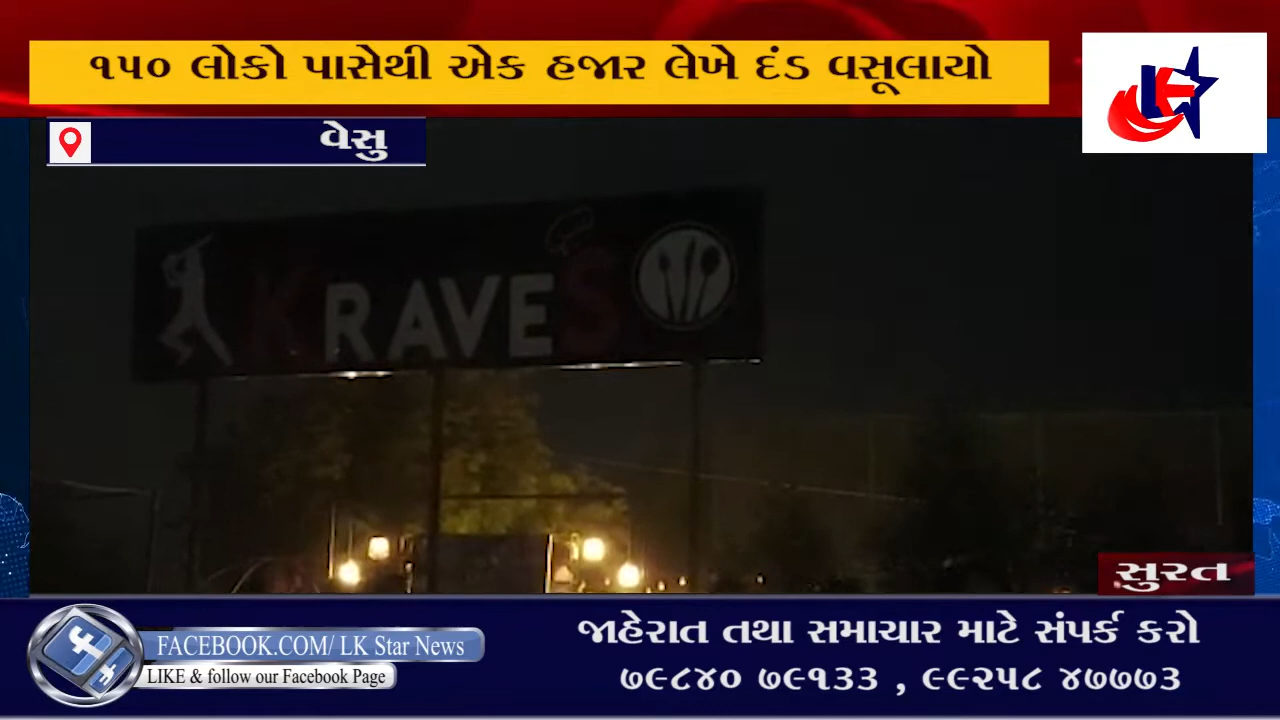 ૧૫૦ લોકો પાસેથી એક હજાર લેખે દંડ વસૂલાયો
વેસુ
KRAVES
સુરત
FACEBOOK.COM/ LK Star News
LIKE & follow our Facebook Page
જાહેરાત તથા સમાચાર માટે સંપર્ક કરો
૭૯૮૪૦ ૭૯૧૩૩ , ૯૯૨૫૮ ૪૭૭૭૩